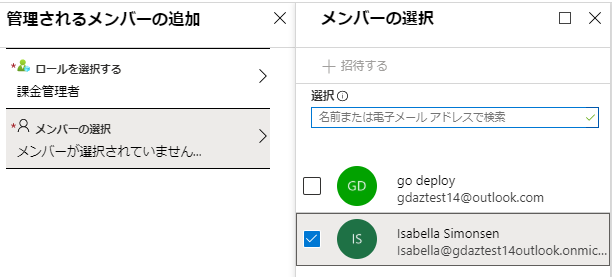 管理されるメンバーの追加
*ロールを選択する
課金管理者
*メンバーの選択
メンバーが選択されていません...
メンバーの選択
招待する
選択
名前または電子メール アドレスで検索
GD
go deploy
gdaztest14@outlook.com
IS
Isabella Simonsen
Isabella@gdaztest14outlook.onmic...